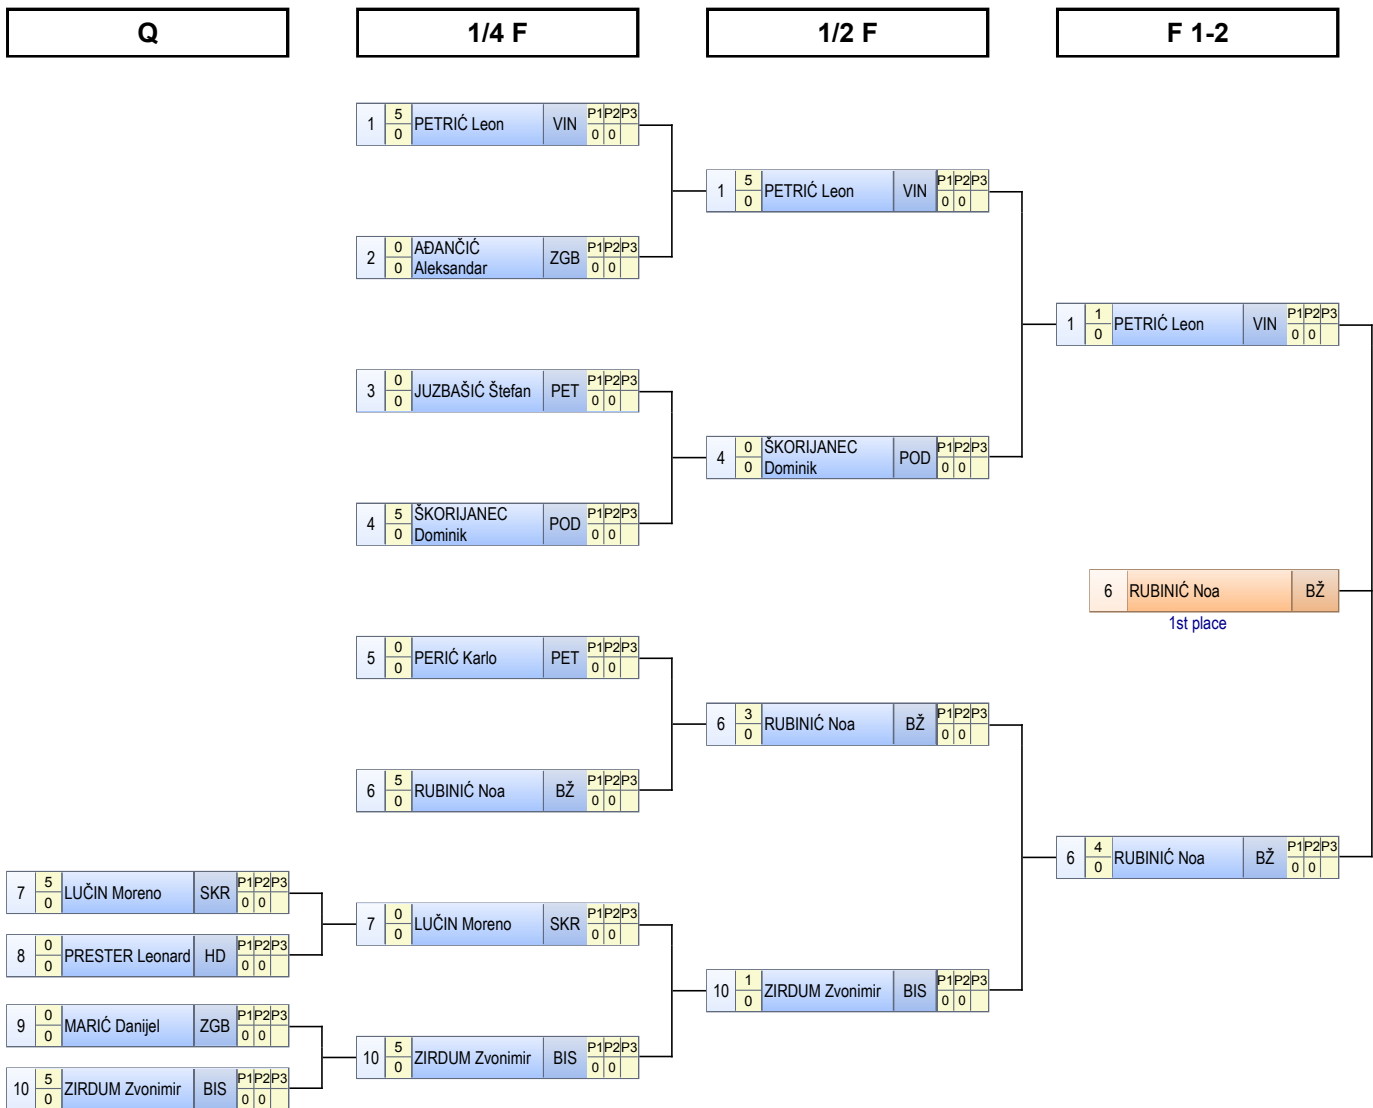 Q 1/4 F 1/2 F F 1-2
1 5 0 PETRIĆ Leon VIN P1 P2 P3 0 0
1 5 0 PETRIĆ Leon VIN P1 P2 P3 0 0
2 0 0 AĐANČIĆ Aleksandar ZGB P1 P2 P3 0 0
1 1 0 PETRIĆ Leon VIN P1 P2 P3 0 0
3 0 0 JUZBAŠIĆ Štefan PET P1 P2 P3 0 0
4 0 0 ŠKORIJANEC Dominik POD P1 P2 P3 0 0
4 5 0 ŠKORIJANEC Dominik POD P1 P2 P3 0 0
6 RUBINIĆ Noa BŽ
1st place
5 0 0 PERIĆ Karlo PET P1 P2 P3 0 0
6 3 0 RUBINIĆ Noa BŽ P1 P2 P3 0 0
6 5 0 RUBINIĆ Noa BŽ P1 P2 P3 0 0
6 4 0 RUBINIĆ Noa BŽ P1 P2 P3 0 0
7 5 0 LUČIN Moreno SKR P1 P2 P3 0 0
7 0 0 LUČIN Moreno SKR P1 P2 P3 0 0
8 0 0 PRESTER Leonard HD P1 P2 P3 0 0
10 1 0 ZIRDUM Zvonimir BIS P1 P2 P3 0 0
9 0 0 MARIĆ Danijel ZGB P1 P2 P3 0 0
10 5 0 ZIRDUM Zvonimir BIS P1 P2 P3 0 0
10 5 0 ZIRDUM Zvonimir BIS P1 P2 P3 0 0